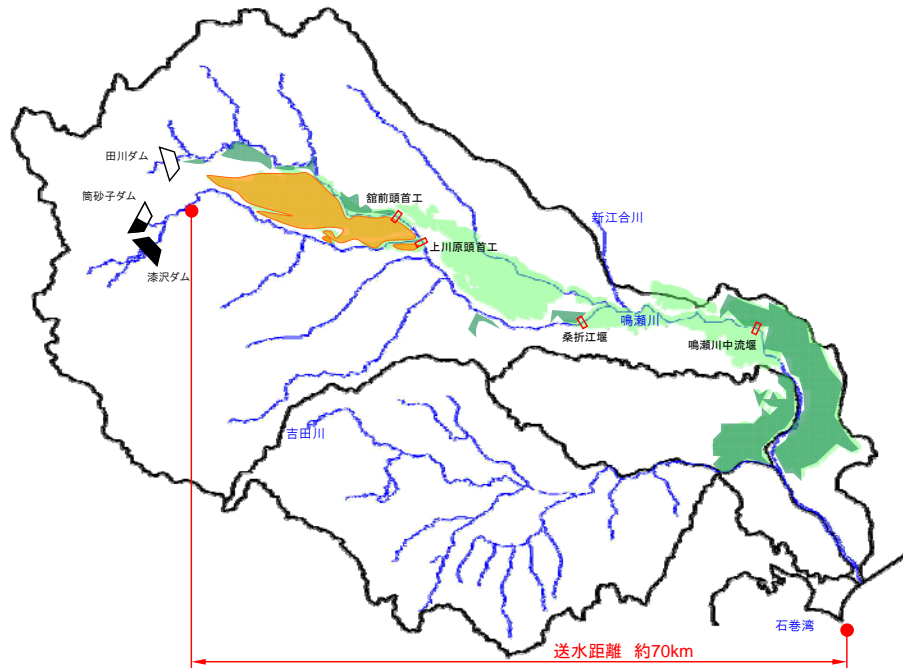 田川ダム
筒砂子ダム
漆沢ダム
舘前頭首工
上川原頭首工
新江合川
鳴瀬川
桑折江堰
鳴瀬川中流堰
吉田川
石巻湾
送水距離 約70km